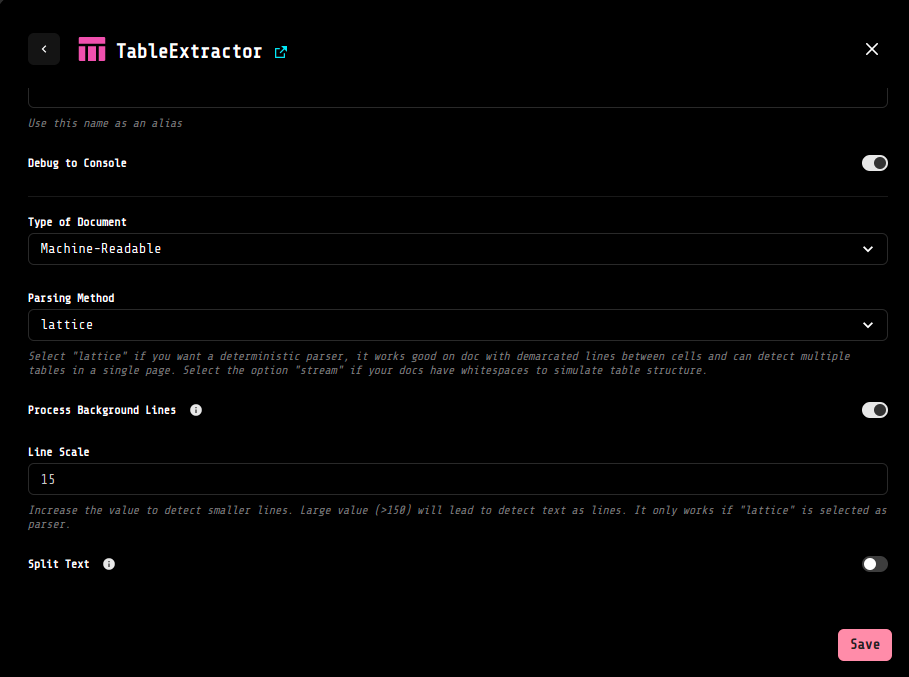 TableExtractor
Use this name as an alias
Debug to Console
Type of Document
Machine-Readable
Parsing Method
lattice
Select "lattice" if you want a deterministic parser, it works good on doc with demarcated lines between cells and can detect multiple
tables in a single page. Select the option "stream" if your docs have whitespaces to simulate table structure.
Process Background Lines
Line Scale
15
Increase the value to detect smaller lines. Large value (>150) will lead to detect text as lines. It only works if "lattice" is selected as
parser.
Split Text
Save